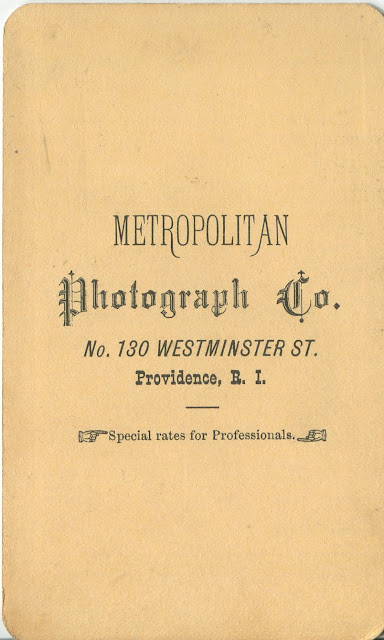 METROPOLITAN
Photograph Co.
No. 130 WESTMINSTER ST.
Providence, R. I.
Special rates for Professionals.